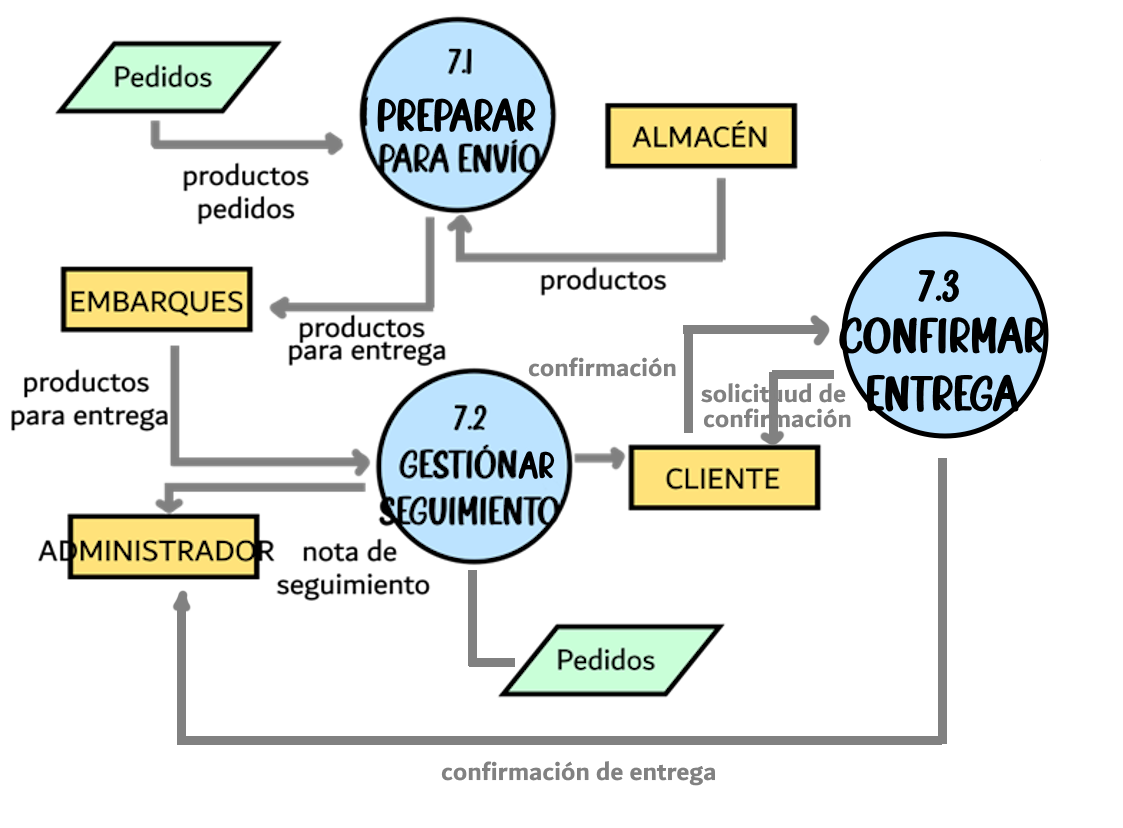 7.1
Pedidos
PREPARAR
ALMACÉN
PARA ENVÍO
productos
pedidos
productos
7.3
EMBARQUES
CONFIRMAR
productos
para entrega
confirmación
productos
para entrega
solicitud de
confirmación
ENTREGA
7.2
GESTIÓNAR
SEGUIMIENTO
CLIENTE
ADMINISTRADOR
nota de
seguimiento
Pedidos
confirmación de entrega